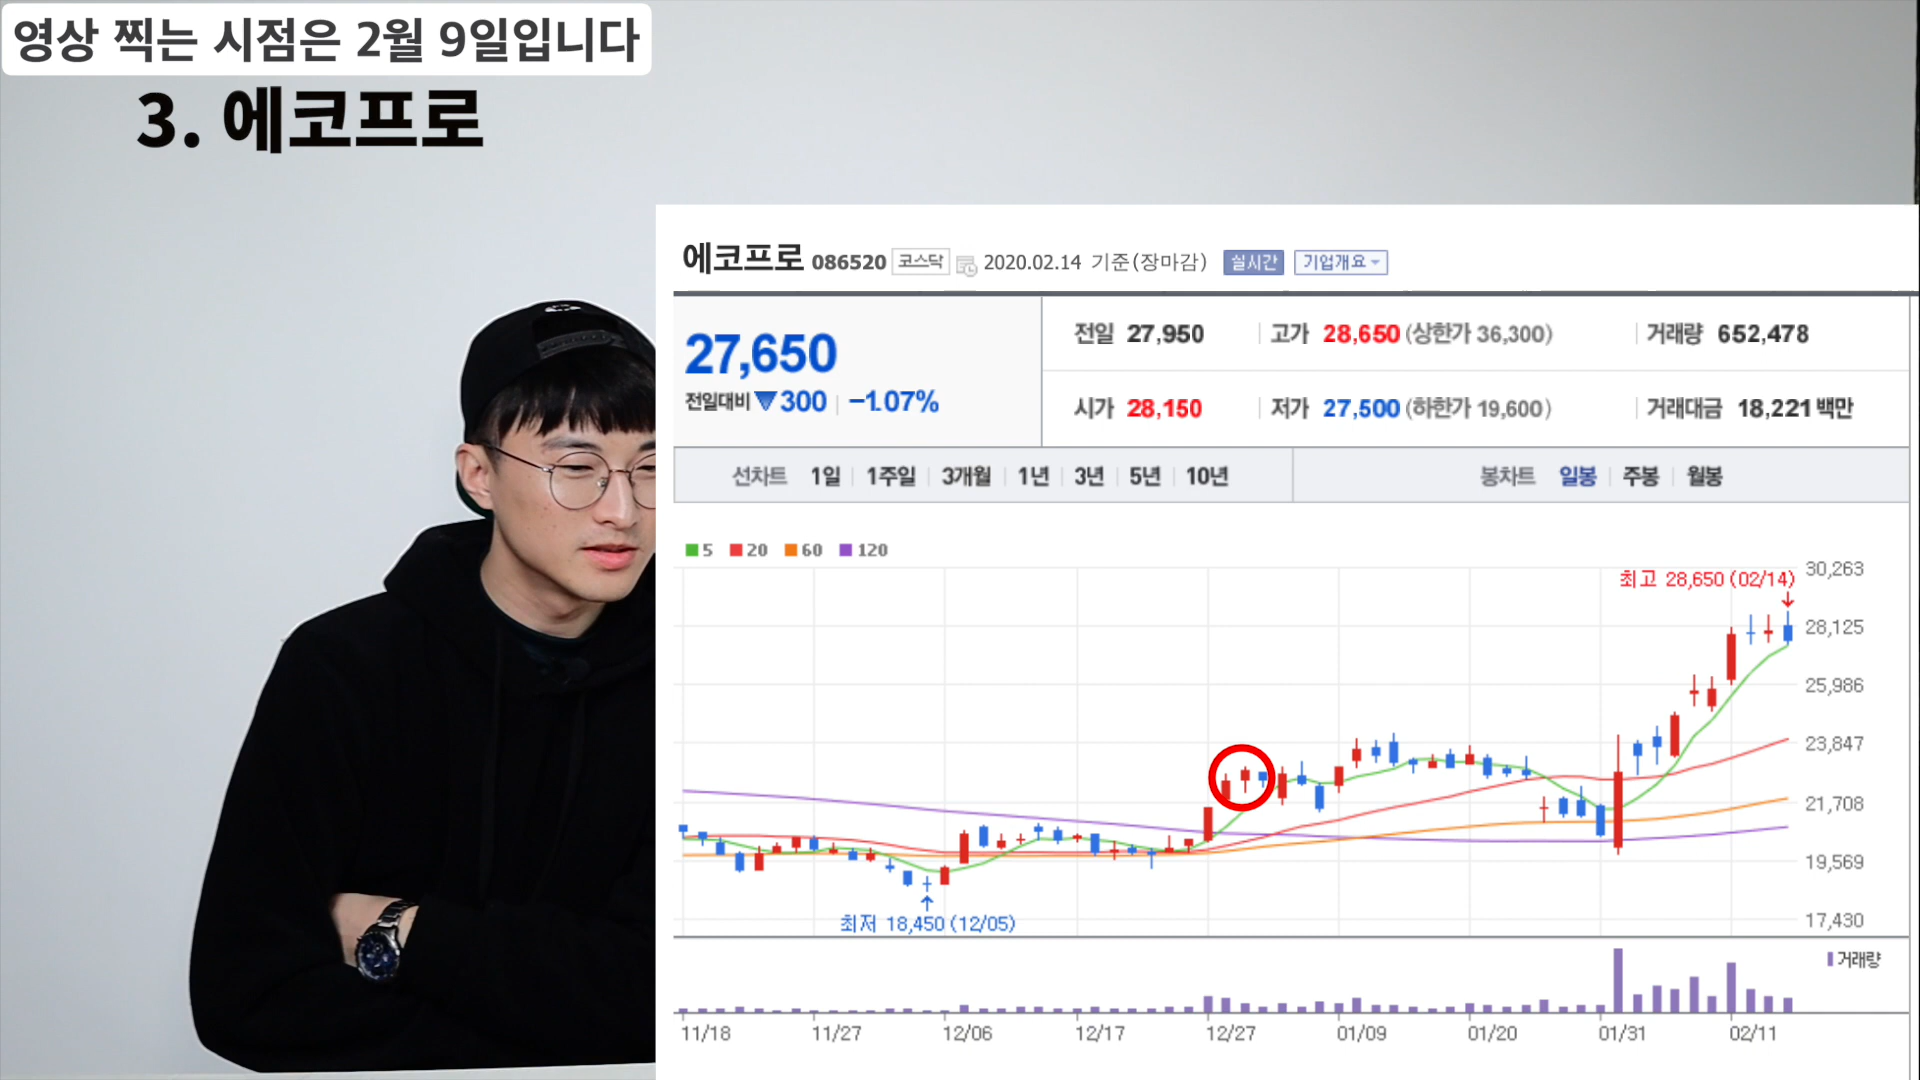 영상 찍는 시점은 2월 9일입니다
3. 에코프로
에코프로 086520 코스닥 2020.02.14 기준(장마감) 실시간 기업개요
27,650
전일대비 ▼300 -1.07%
전일 27,950 고가 28,650 (상한가 36,300) 거래량 652,478
시가 28,150 저가 27,500 (하한가 19,600) 거래대금 18,221 백만
선차트 1일 1주일 3개월 1년 3년 5년 10년 봉차트 일봉 주봉 월봉
5 20 60 120
최고 28,650 (02/14)
30,263
28,125
25,986
23,847
21,708
19,569
17,430
최저 18,450 (12/05)
거래량
11/18 11/27 12/06 12/17 12/27 01/09 01/20 01/31 02/11